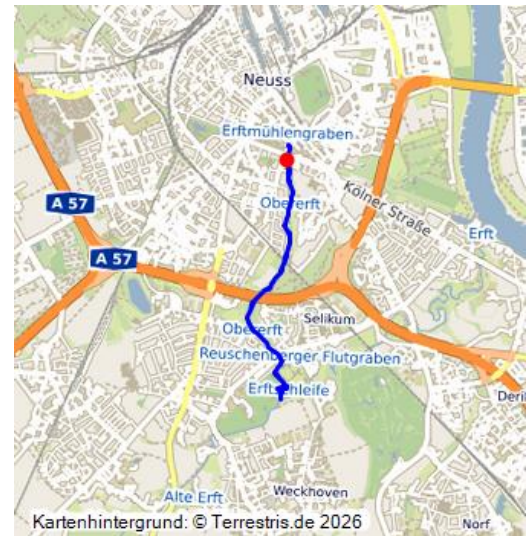 Neuss
Erftmühlengraben
A 57
Obererft
Kölner Straße
Erft
A 57
Selikum
Obererft
Reuschenberger Flutgraben
Erftschleife
Alte Erft
Weckhoven
Norf
Kartenhintergrund: © Terrestris.de 2026